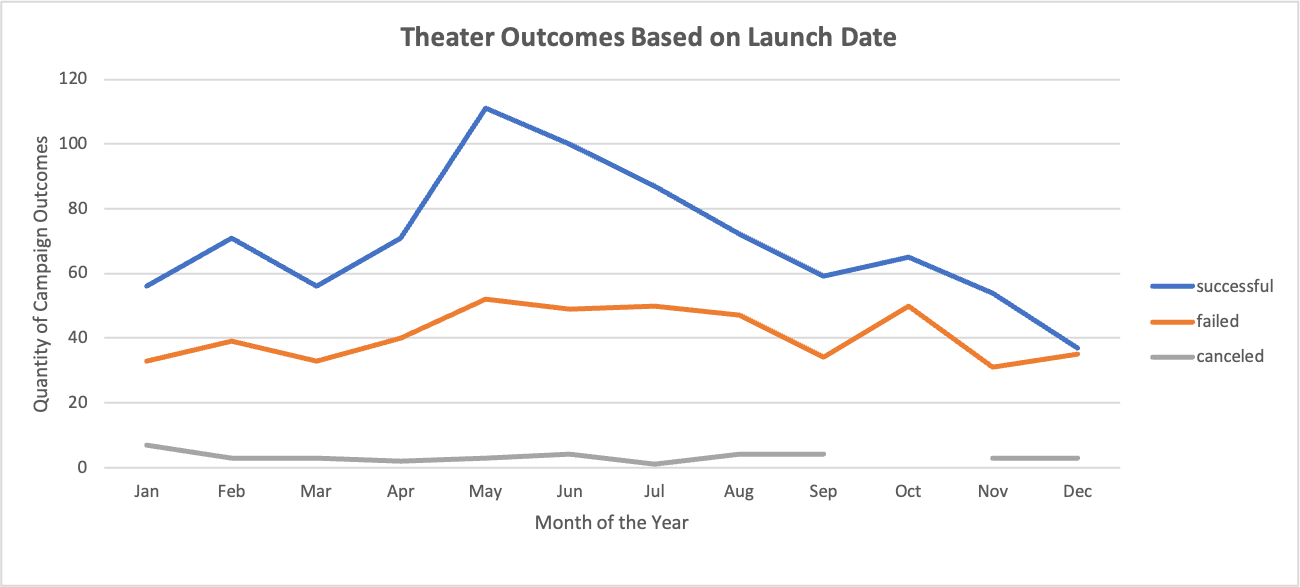 Theater Outcomes Based on Launch Date
Quantity of Campaign Outcomes
120
100
80
60
40
20
0
Jan Feb Mar Apr May Jun Jul Aug Sep Oct Nov Dec
Month of the Year
successful
failed
canceled